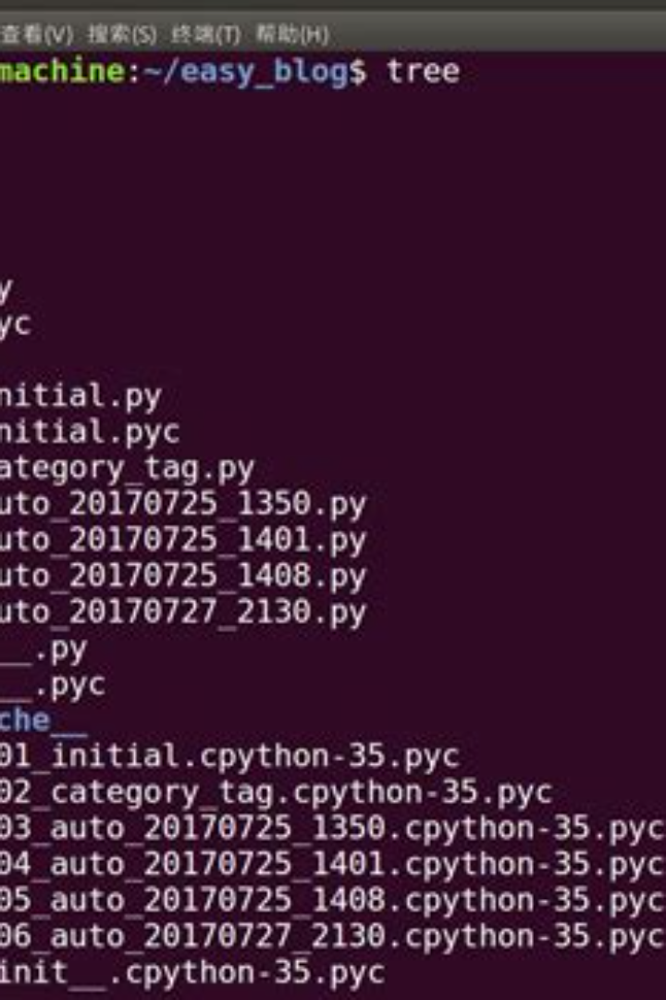 查看(V) 搜索(S) 终端(T) 帮助(H)
machine:~/easy_blog$ tree
y
yc
nitial.py
nitial.pyc
ategory_tag.py
uto_20170725_1350.py
uto_20170725_1401.py
uto_20170725_1408.py
uto_20170727_2130.py
__.py
__.pyc
che__
01_initial.cpython-35.pyc
02_category_tag.cpython-35.pyc
03_auto_20170725_1350.cpython-35.pyc
04_auto_20170725_1401.cpython-35.pyc
05_auto_20170725_1408.cpython-35.pyc
06_auto_20170727_2130.cpython-35.pyc
init__.cpython-35.pyc